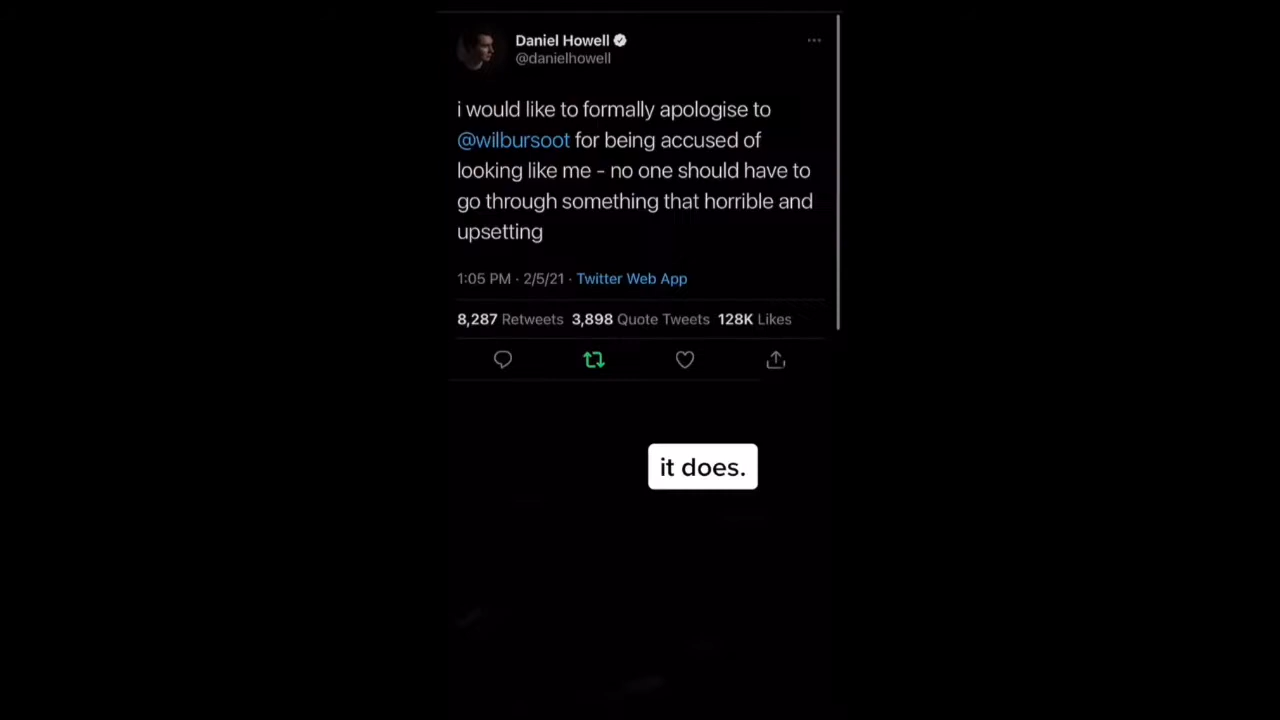 Daniel Howell
@danielhowell
i would like to formally apologise to
@wilbursoot for being accused of
looking like me - no one should have to
go through something that horrible and
upsetting
1:05 PM · 2/5/21 · Twitter Web App
8,287 Retweets 3,898 Quote Tweets 128K Likes
it does.